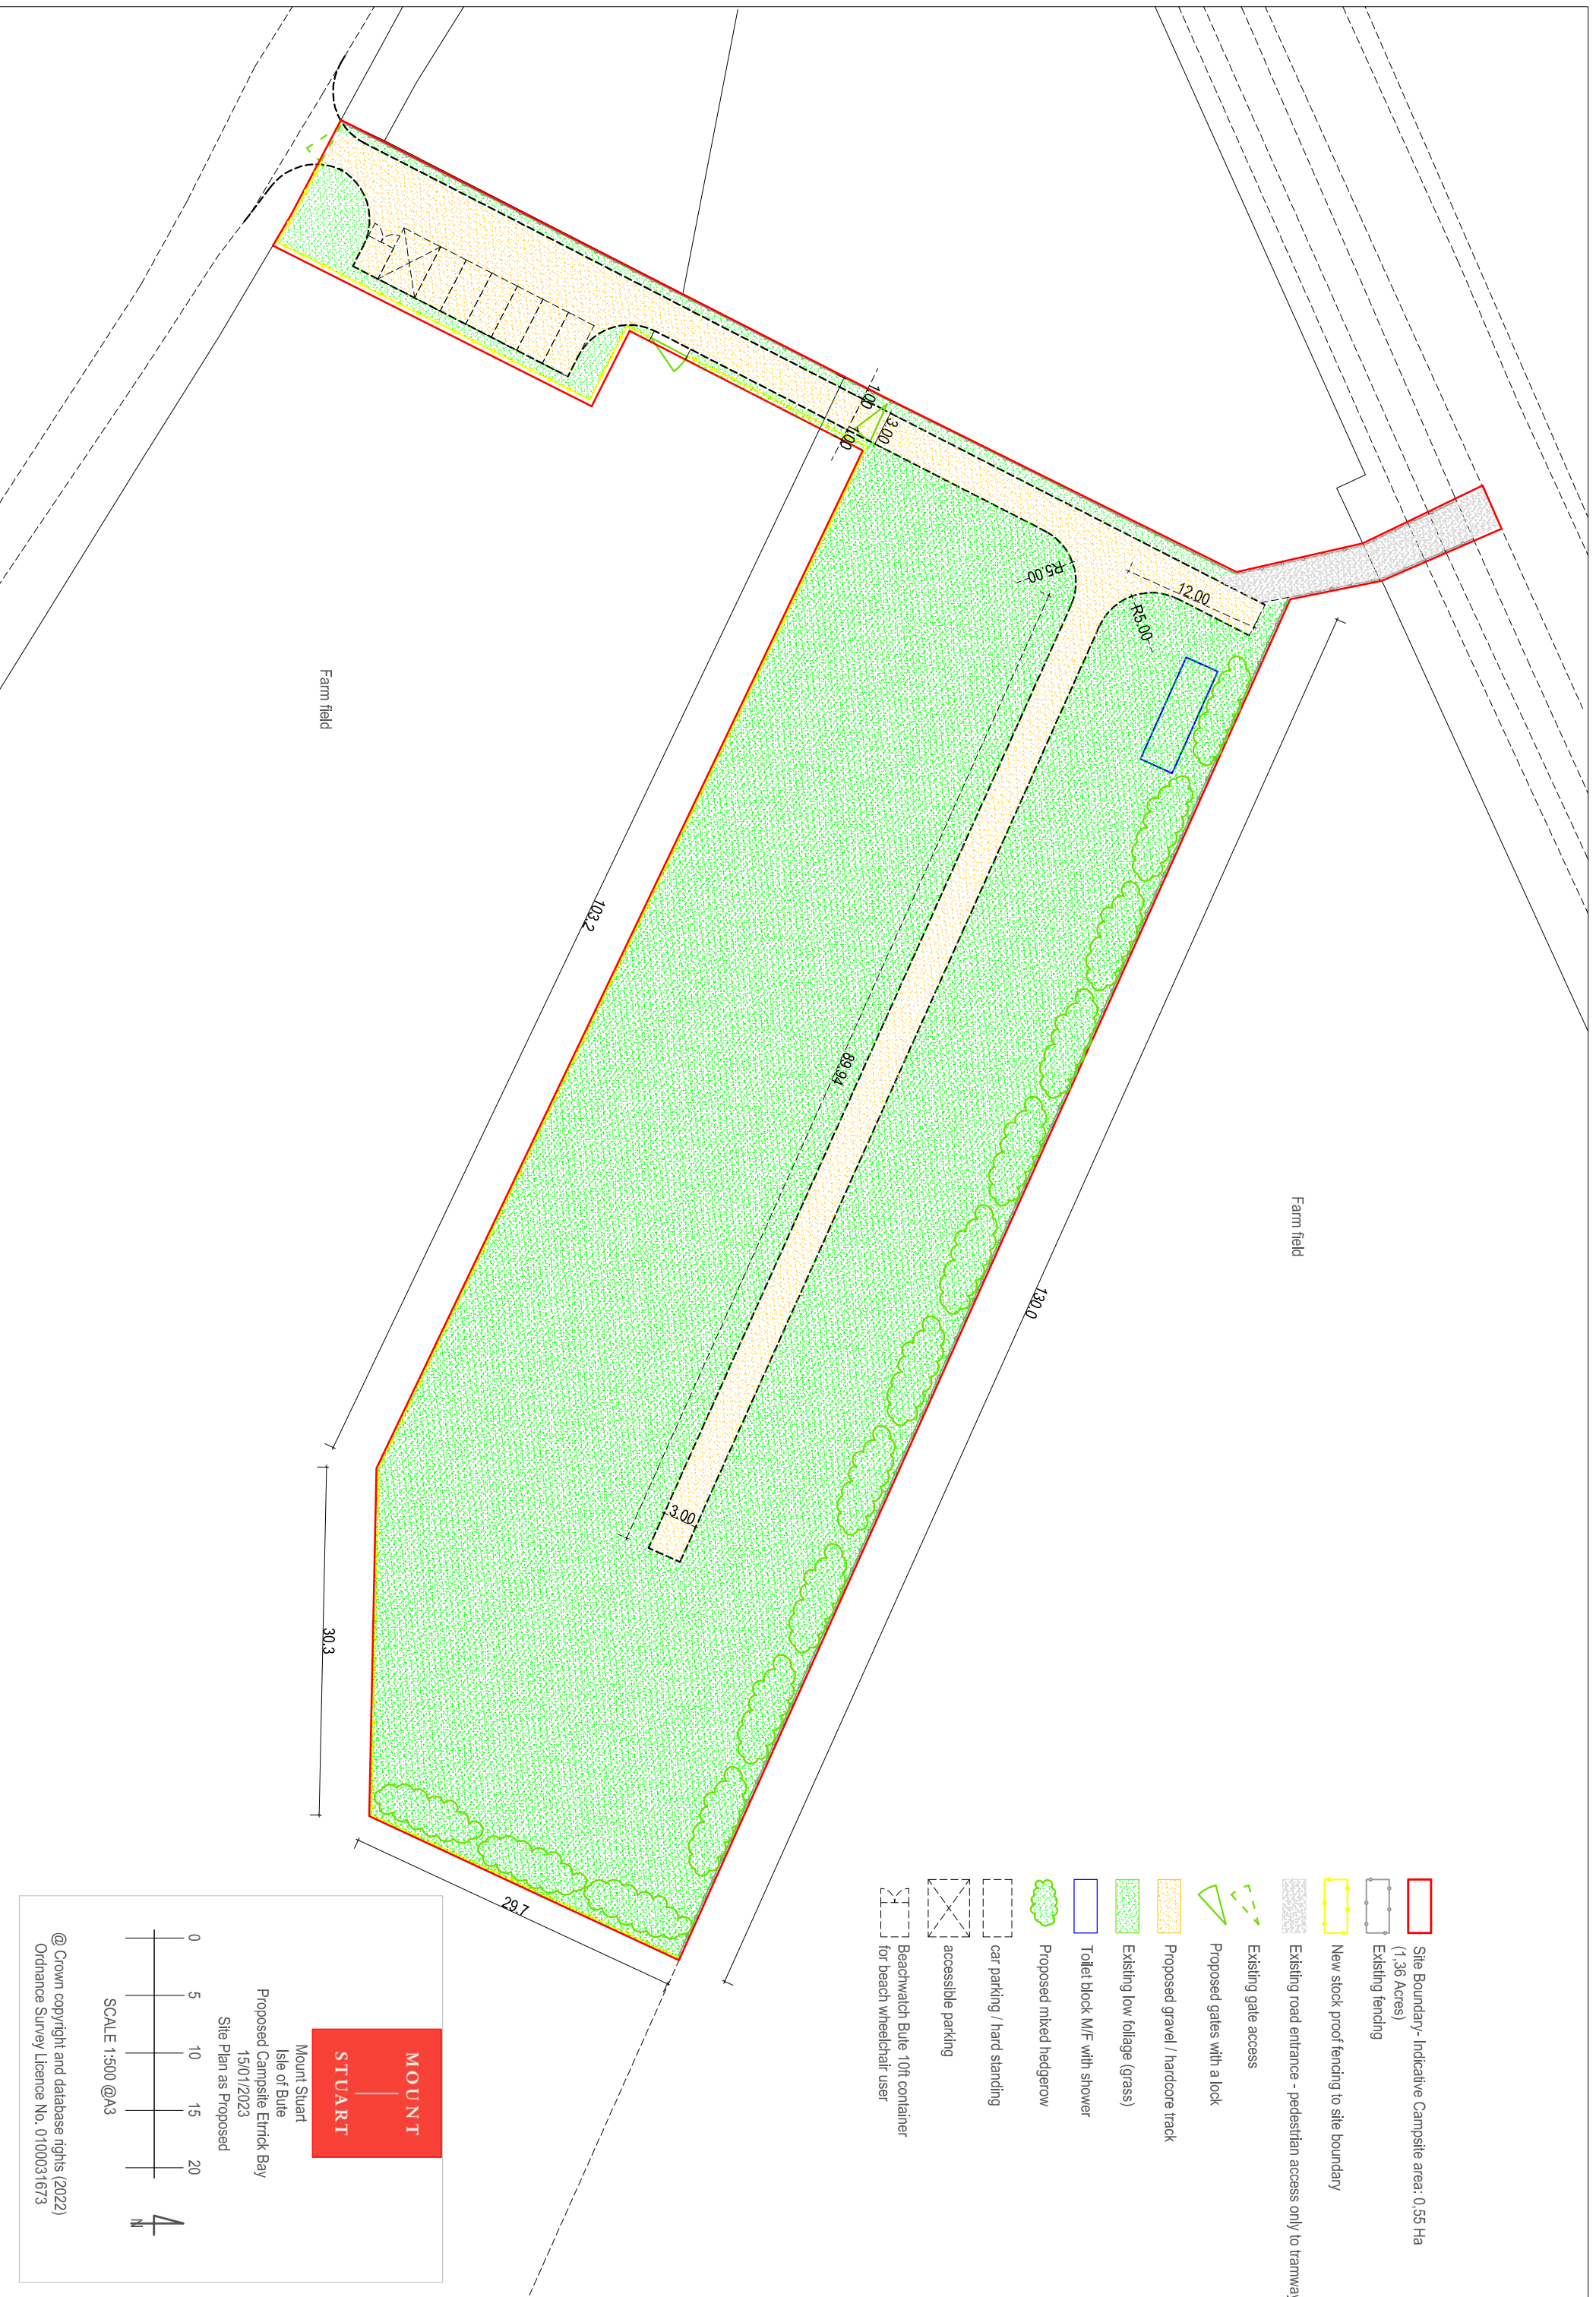 Site Boundary- Indicative Campsite area: 0,55 Ha
(1,36 Acres)
Existing fencing
New stock proof fencing to site boundary
Existing road entrance - pedestrian access only to tramway
Existing gate access
Proposed gates with a lock
Proposed gravel / hardcore track
Existing low foliage (grass)
Toilet block M/F with shower
Proposed mixed hedgerow
car parking / hard standing
accessible parking
Beachwatch Bute 10ft container
for beach wheelchair user
Farm field
Farm field
12.00
R5.00
R5.00
1.00
3.00
1.00
130.0
89.94
103.2
3.00
30.3
29.7
MOUNT
STUART
Mount Stuart
Isle of Bute
Proposed Campsite Etrrick Bay
15/01/2023
Site Plan as Proposed
0 5 10 15 20
SCALE 1:500 @A3
N
@ Crown copyright and database rights (2022)
Ordnance Survey Licence No. 0100031673